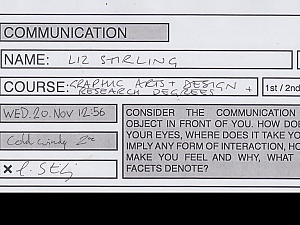 COMMUNICATION
NAME: LIZ STIRLING
COURSE: GRAPHIC ARTS + DESIGN +
RESEARCH DEGREES
1st / 2nd
WED. 20. NOV 12:56
Cold windy
CONSIDER THE COMMUNICATION
OBJECT IN FRONT OF YOU. HOW DOE
YOUR EYES, WHERE DOES IT TAKE YO
IMPLY ANY FORM OF INTERACTION, HO
MAKE YOU FEEL AND WHY, WHAT
FACETS DENOTE?
x